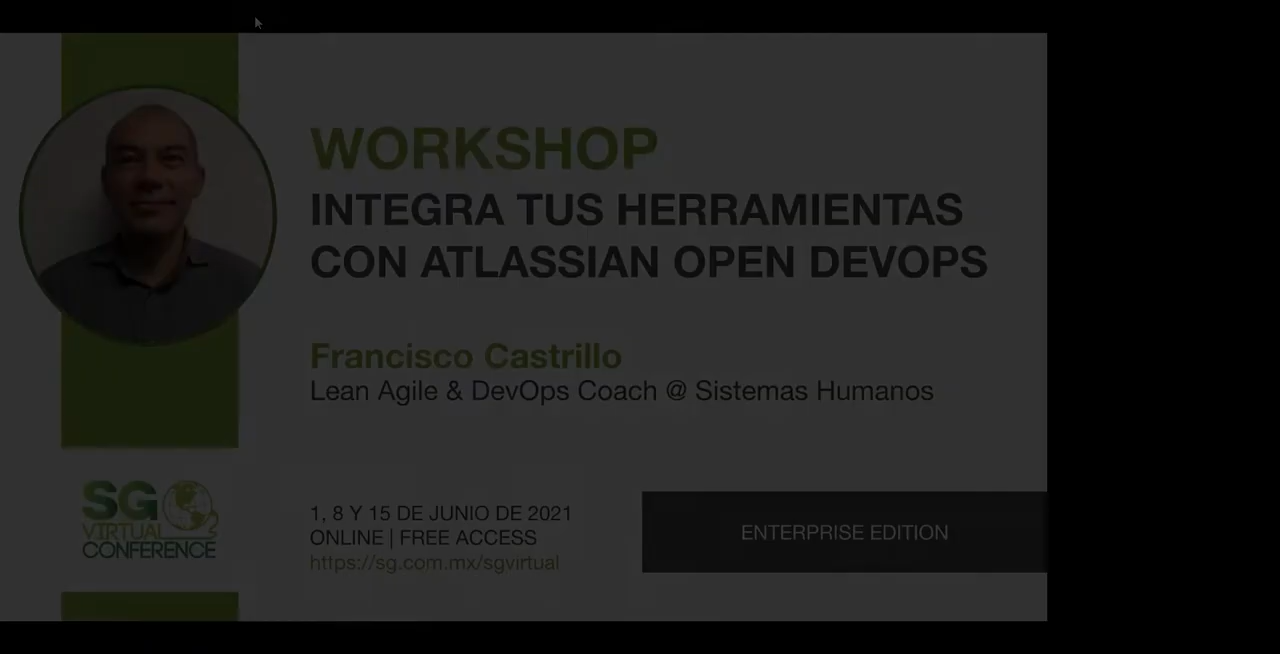 WORKSHOP
INTEGRA TUS HERRAMIENTAS
CON ATLASSIAN OPEN DEVOPS
Francisco Castrillo
Lean Agile & DevOps Coach @ Sistemas Humanos
SG
VIRTUAL
CONFERENCE
1, 8 Y 15 DE JUNIO DE 2021
ONLINE | FREE ACCESS
https://sg.com.mx/sgvirtual
ENTERPRISE EDITION